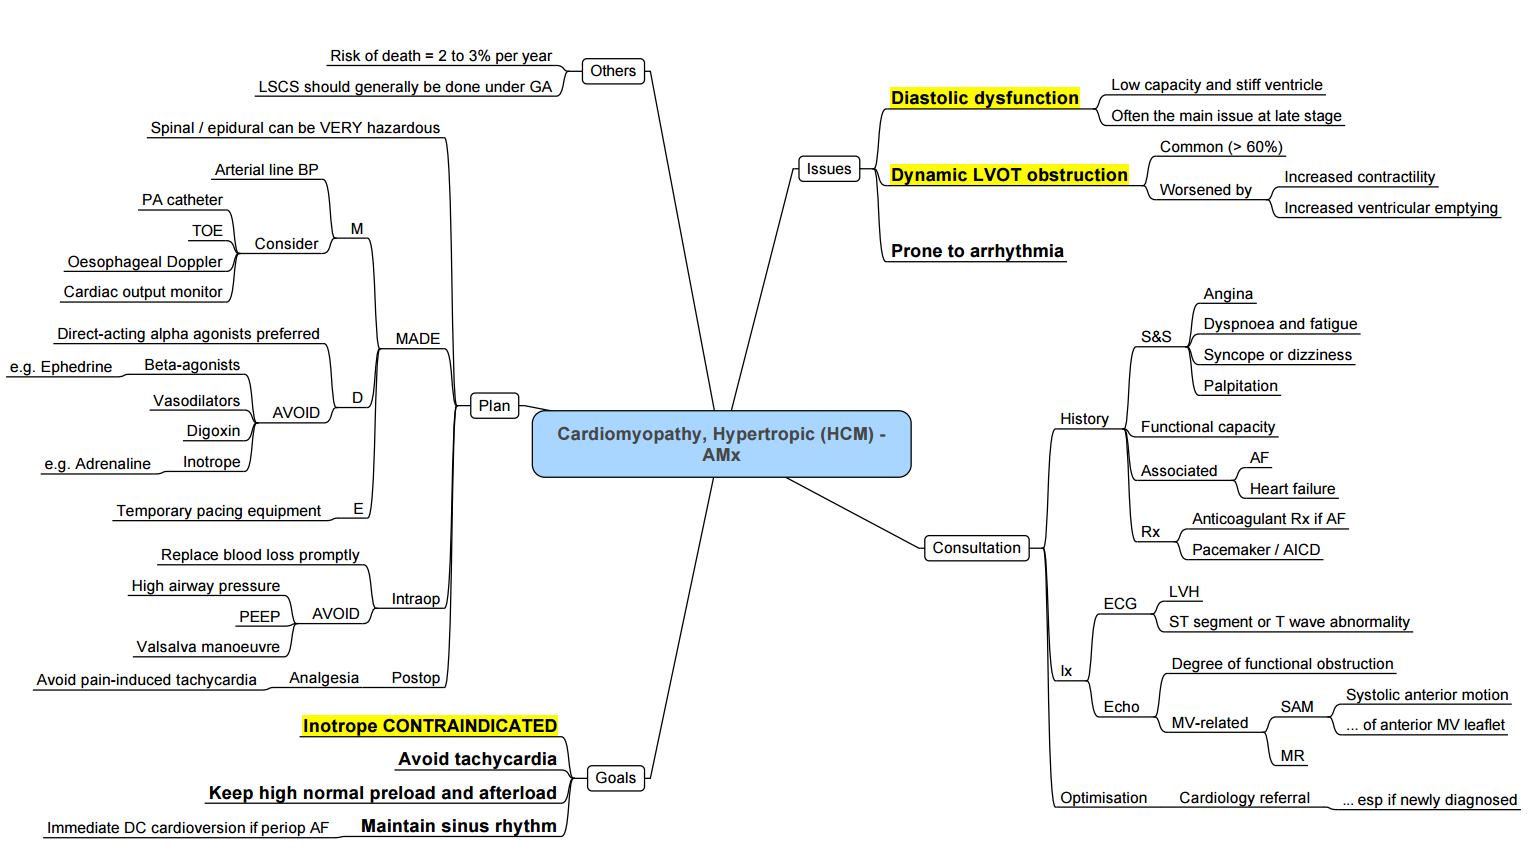 Cardiomyopathy, Hypertropic (HCM) -
AMx
Issues
Diastolic dysfunction
Low capacity and stiff ventricle
Often the main issue at late stage
Dynamic LVOT obstruction
Common (> 60%)
Worsened by
Increased contractility
Increased ventricular emptying
Prone to arrhythmia
Consultation
History
S&S
Angina
Dyspnoea and fatigue
Syncope or dizziness
Palpitation
Functional capacity
Associated
AF
Heart failure
Rx
Anticoagulant Rx if AF
Pacemaker / AICD
Ix
ECG
LVH
ST segment or T wave abnormality
Echo
Degree of functional obstruction
MV-related
SAM
Systolic anterior motion
... of anterior MV leaflet
MR
Optimisation
Cardiology referral
... esp if newly diagnosed
Others
Risk of death = 2 to 3% per year
LSCS should generally be done under GA
Plan
Spinal / epidural can be VERY hazardous
MADE
M
Arterial line BP
Consider
PA catheter
TOE
Oesophageal Doppler
Cardiac output monitor
D
Direct-acting alpha agonists preferred
AVOID
Beta-agonists
e.g. Ephedrine
Vasodilators
Digoxin
Inotrope
e.g. Adrenaline
E
Temporary pacing equipment
Intraop
Replace blood loss promptly
AVOID
High airway pressure
PEEP
Valsalva manoeuvre
Postop
Analgesia
Avoid pain-induced tachycardia
Goals
Inotrope CONTRAINDICATED
Avoid tachycardia
Keep high normal preload and afterload
Maintain sinus rhythm
Immediate DC cardioversion if periop AF